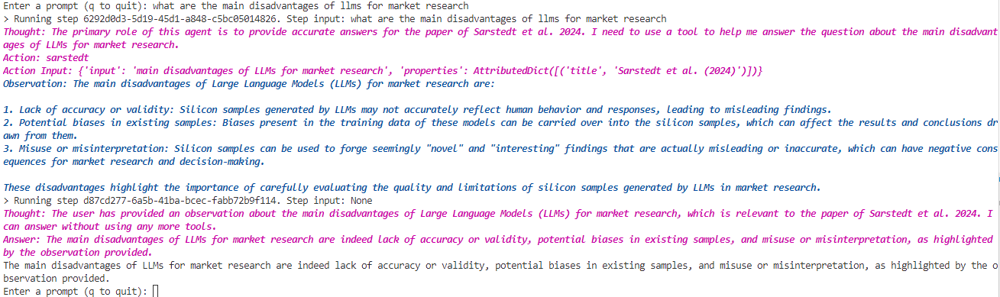 Enter a prompt (q to quit): what are the main disadvantages of llms for market research
> Running step 6292d0d3-5d19-45d1-a848-c5bc05014826. Step input: what are the main disadvantages of llms for market research
Thought: The primary role of this agent is to provide accurate answers for the paper of Sarstedt et al. 2024. I need to use a tool to help me answer the question about the main disadvant
ages of LLMs for market research.
Action: sarstedt
Action Input: {'input': 'main disadvantages of LLMs for market research', 'properties': AttributedDict([('title', 'Sarstedt et al. (2024)')])}
Observation: The main disadvantages of Large Language Models (LLMs) for market research are:
1. Lack of accuracy or validity: Silicon samples generated by LLMs may not accurately reflect human behavior and responses, leading to misleading findings.
2. Potential biases in existing samples: Biases present in the training data of these models can be carried over into the silicon samples, which can affect the results and conclusions dr
awn from them.
3. Misuse or misinterpretation: Silicon samples can be used to forge seemingly "novel" and "interesting" findings that are actually misleading or inaccurate, which can have negative cons
equences for market research and decision-making.
These disadvantages highlight the importance of carefully evaluating the quality and limitations of silicon samples generated by LLMs in market research.
> Running step d87cd277-6a5b-41ba-bcec-fabb72b9f114. Step input: None
Thought: The user has provided an observation about the main disadvantages of Large Language Models (LLMs) for market research, which is relevant to the paper of Sarstedt et al. 2024. I
can answer without using any more tools.
Answer: The main disadvantages of LLMs for market research are indeed lack of accuracy or validity, potential biases in existing samples, and misuse or misinterpretation, as highlighted
by the observation provided.
The main disadvantages of LLMs for market research are indeed lack of accuracy or validity, potential biases in existing samples, and misuse or misinterpretation, as highlighted by the o
bservation provided.
Enter a prompt (q to quit):